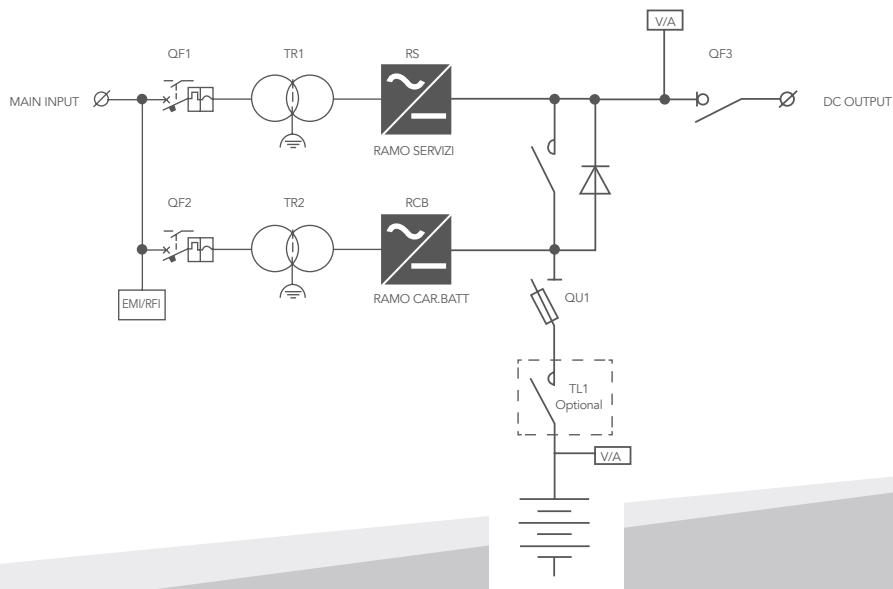 V/A
QF1
TR1
RS
QF3
MAIN INPUT
DC OUTPUT
RAMO SERVIZI
QF2
TR2
RCB
EMI/RFI
RAMO CAR.BATT
QU1
TL1
Optional
V/A